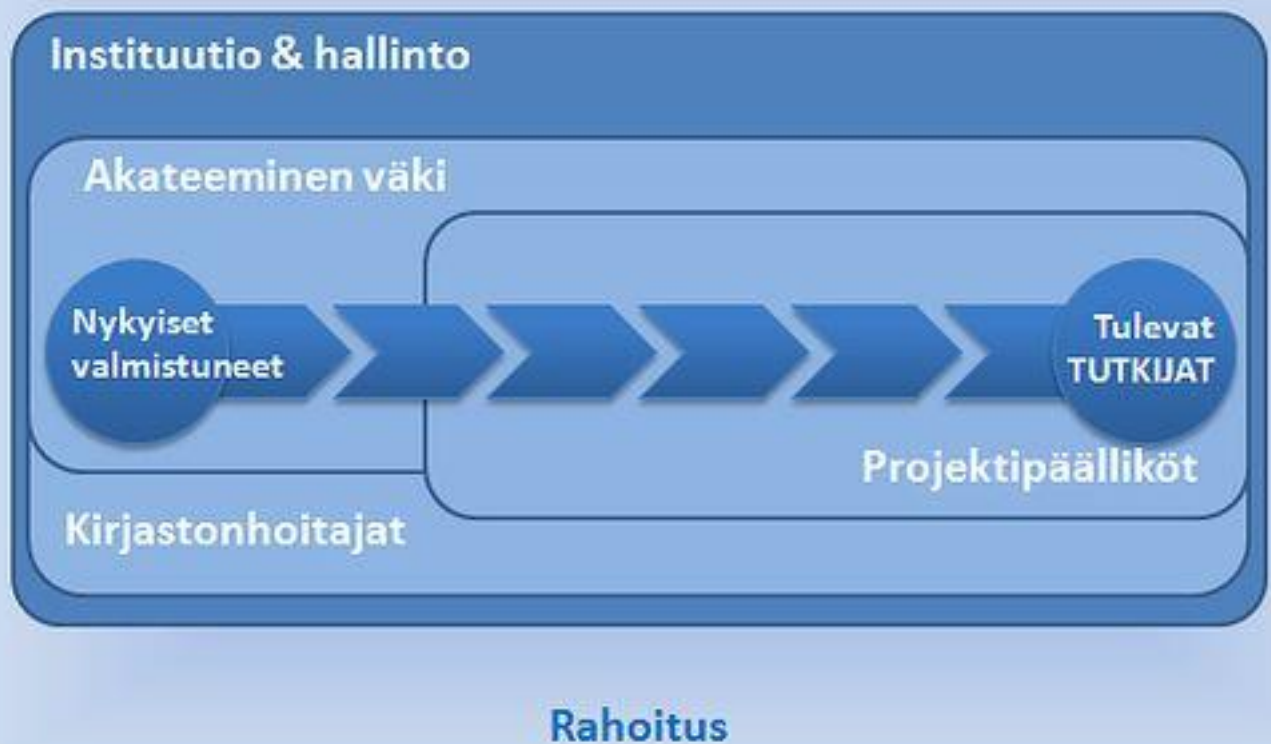 Instituutio & hallinto
Akateeminen väki
Nykyiset
valmistuneet
Tulevat
TUTKIJAT
Projektipäälliköt
Kirjastonhoitajat
Rahoitus